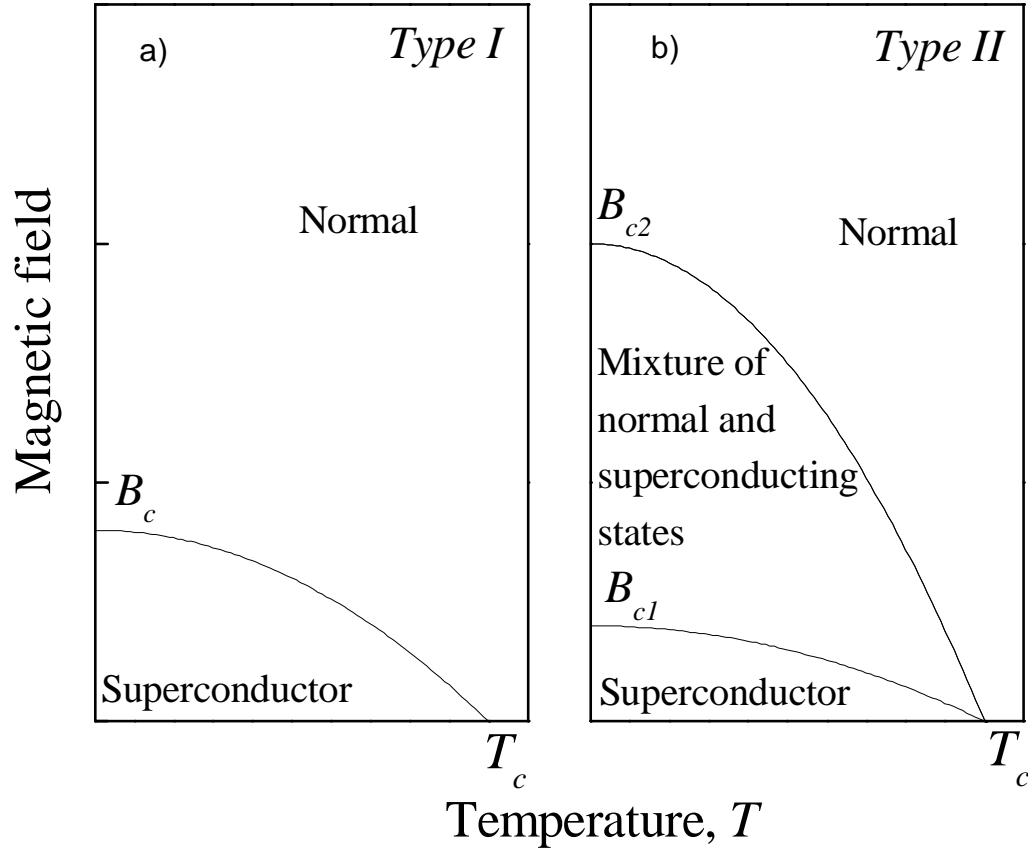 a)
Type I
Normal
B_c
Superconductor
T_c
b)
Type II
B_c2
Normal
Mixture of
normal and
superconducting
states
B_c1
Superconductor
T_c
Magnetic field
Temperature, T